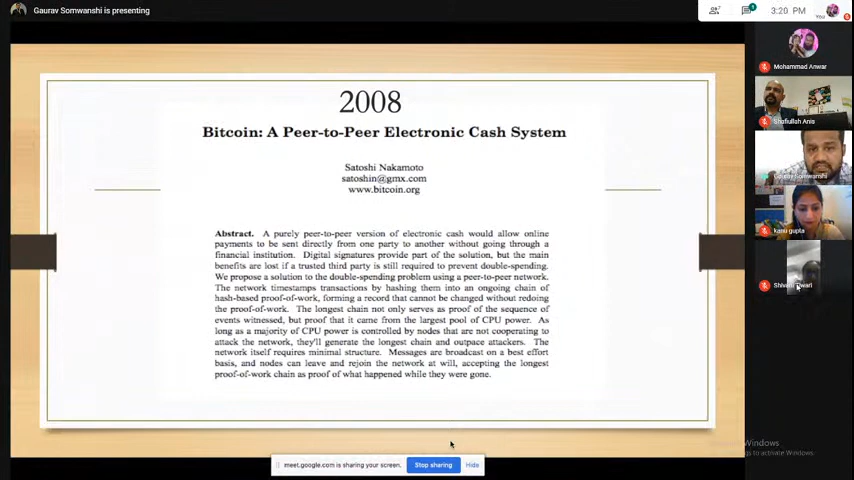 Gaurav Somwanshi is presenting
3:20 PM
You
2008
Bitcoin: A Peer-to-Peer Electronic Cash System
Satoshi Nakamoto
satoshin@gmx.com
www.bitcoin.org
Abstract. A purely peer-to-peer version of electronic cash would allow online
payments to be sent directly from one party to another without going through a
financial institution. Digital signatures provide part of the solution, but the main
benefits are lost if a trusted third party is still required to prevent double-spending.
We propose a solution to the double-spending problem using a peer-to-peer network.
The network timestamps transactions by hashing them into an ongoing chain of
hash-based proof-of-work, forming a record that cannot be changed without redoing
the proof-of-work. The longest chain not only serves as proof of the sequence of
events witnessed, but proof that it came from the largest pool of CPU power. As
long as a majority of CPU power is controlled by nodes that are not cooperating to
attack the network, they'll generate the longest chain and outpace attackers. The
network itself requires minimal structure. Messages are broadcast on a best effort
basis, and nodes can leave and rejoin the network at will, accepting the longest
proof-of-work chain as proof of what happened while they were gone.
Mohammad Anwar
Shafiullah Anis
Gaurav Somwanshi
kanu gupta
meet.google.com is sharing your screen.
Stop sharing
Hide
Windows
to activate Windows.